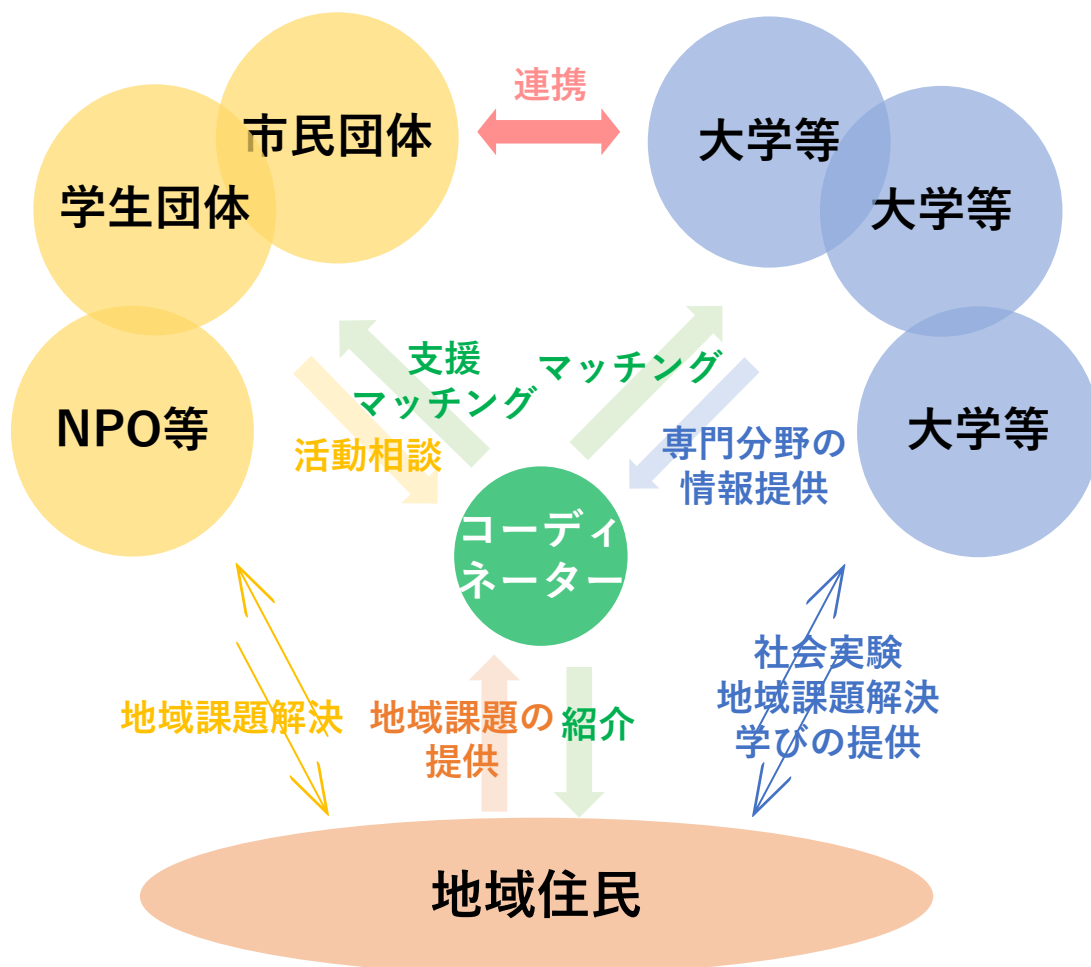 連携
市民団体
学生団体
NPO等
大学等
大学等
大学等
支援
マッチング
マッチング
活動相談
専門分野の
情報提供
コーディ
ネーター
地域課題解決
地域課題の
提供
紹介
社会実験
地域課題解決
学びの提供
地域住民